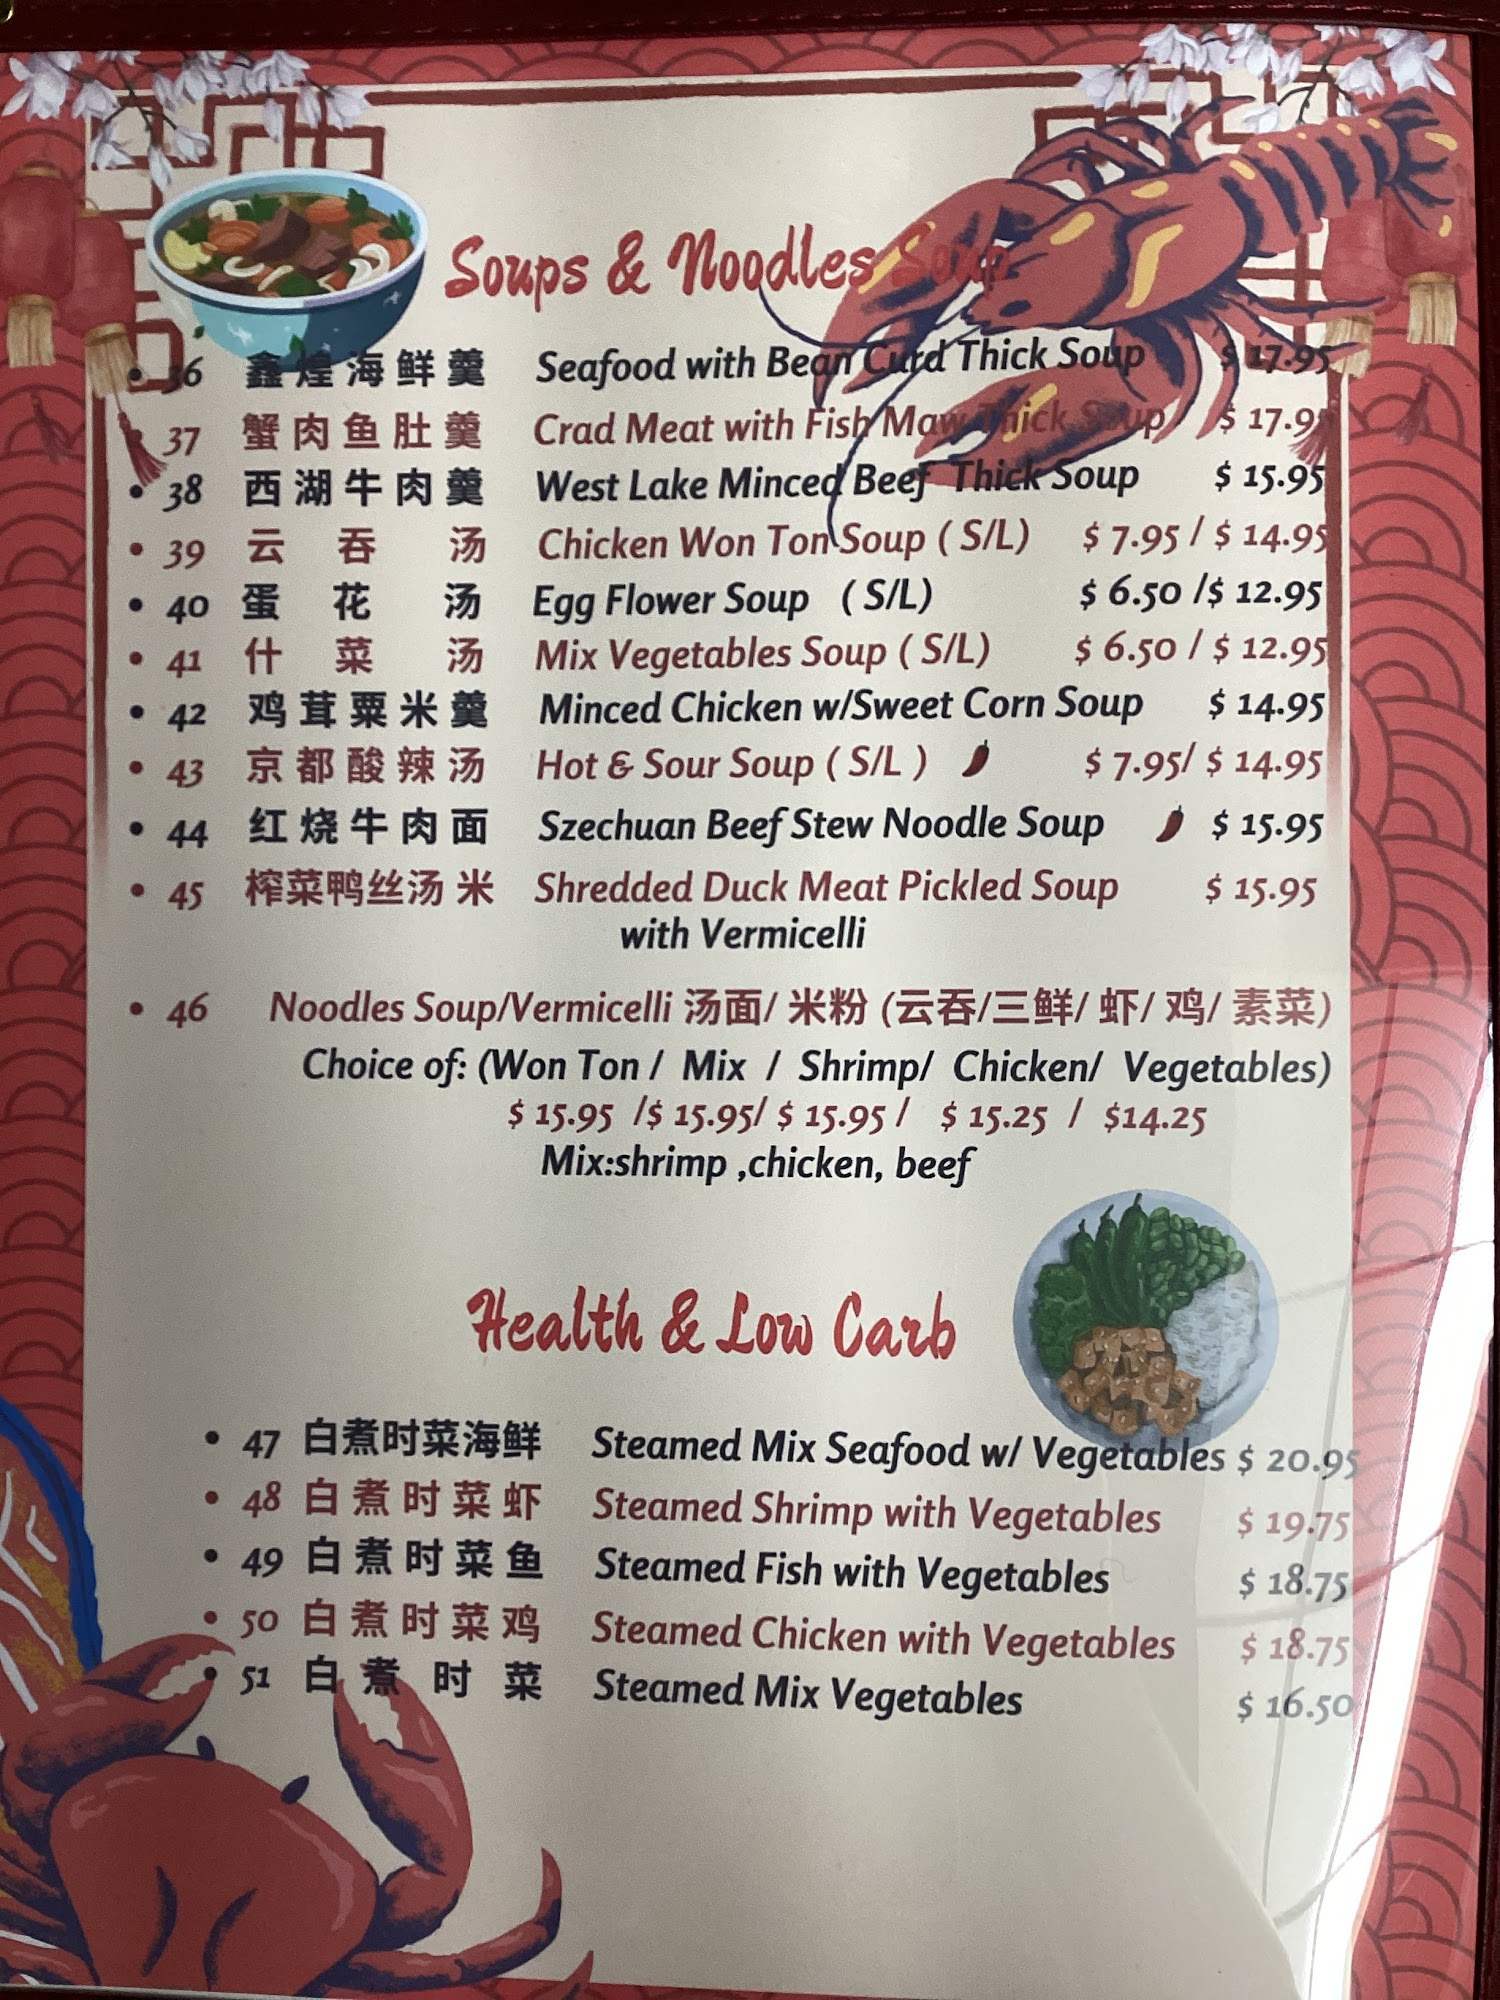 Soups & Noodles Soup
• 36 鑫煌海鲜羹 Seafood with Bean Curd Thick Soup $ 17.95
• 37 蟹肉鱼肚羹 Crad Meat with Fish Maw Thick Soup $ 17.95
• 38 西湖牛肉羹 West Lake Minced Beef Thick Soup $ 15.95
• 39 云吞汤 Chicken Won Ton Soup ( S/L) $ 7.95 / $ 14.95
• 40 蛋花汤 Egg Flower Soup ( S/L) $ 6.50 /$ 12.95
• 41 什菜汤 Mix Vegetables Soup ( S/L) $ 6.50 / $ 12.95
• 42 鸡茸粟米羹 Minced Chicken w/Sweet Corn Soup $ 14.95
• 43 京都酸辣汤 Hot & Sour Soup ( S/L ) $ 7.95/ $ 14.95
• 44 红烧牛肉面 Szechuan Beef Stew Noodle Soup $ 15.95
• 45 榨菜鸭丝汤米 Shredded Duck Meat Pickled Soup $ 15.95
with Vermicelli
• 46 Noodles Soup/Vermicelli 汤面/ 米粉 (云吞/三鲜/ 虾/ 鸡/ 素菜)
Choice of: (Won Ton / Mix / Shrimp/ Chicken/ Vegetables)
$ 15.95 /$ 15.95/ $ 15.95 / $ 15.25 / $14.25
Mix:shrimp ,chicken, beef
Health & Low Carb
• 47 白煮时菜海鲜 Steamed Mix Seafood w/ Vegetables $ 20.95
• 48 白煮时菜虾 Steamed Shrimp with Vegetables $ 19.75
• 49 白煮时菜鱼 Steamed Fish with Vegetables $ 18.75
• 50 白煮时菜鸡 Steamed Chicken with Vegetables $ 18.75
• 51 白煮时菜 Steamed Mix Vegetables $ 16.50